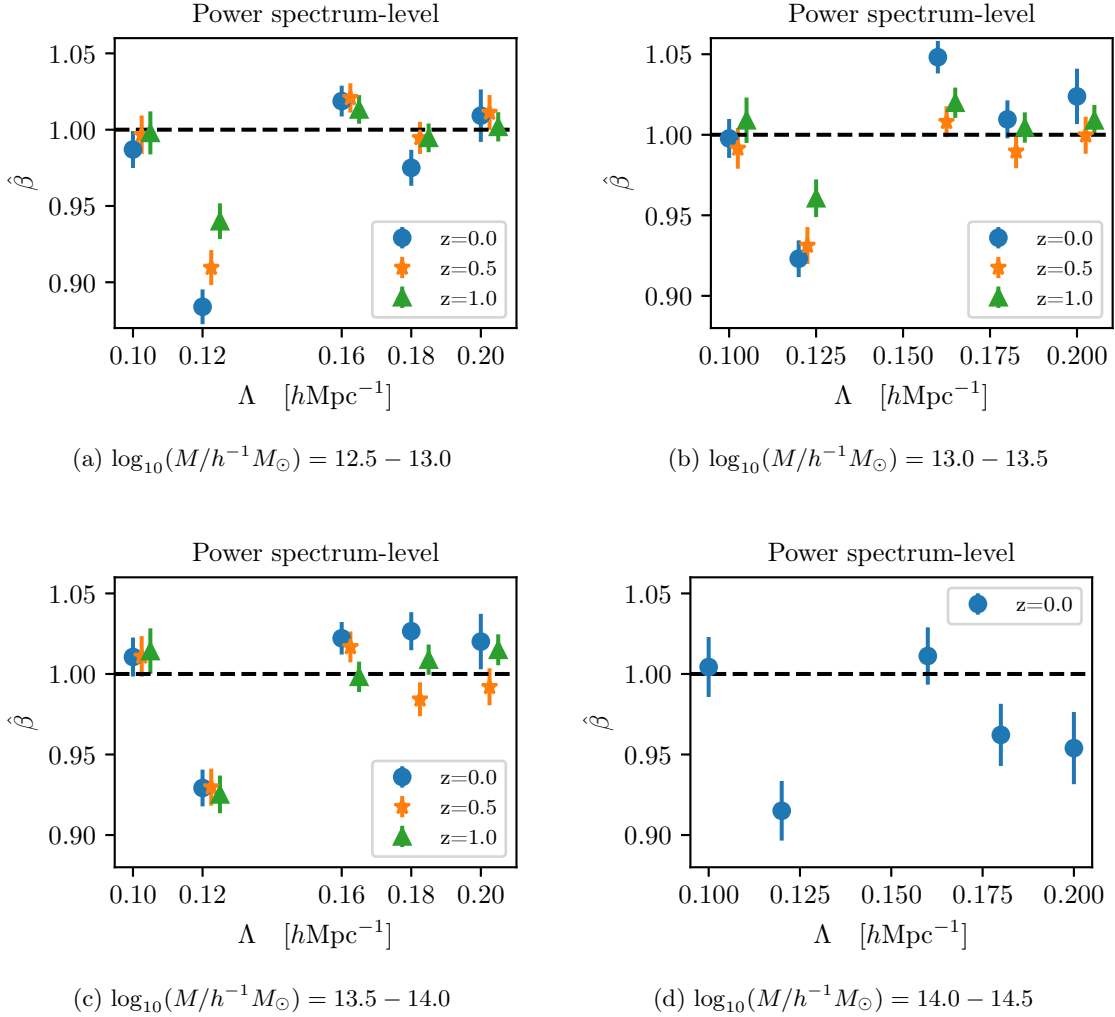 Power spectrum-level
1.05
1.00
0.95
0.90
β̂
z=0.0
z=0.5
z=1.0
0.10 0.12 0.16 0.18 0.20
Λ [hMpc⁻¹]
(a) log₁₀(M/h⁻¹M⊙) = 12.5 − 13.0
Power spectrum-level
1.05
1.00
0.95
0.90
β̂
z=0.0
z=0.5
z=1.0
0.100 0.125 0.150 0.175 0.200
Λ [hMpc⁻¹]
(b) log₁₀(M/h⁻¹M⊙) = 13.0 − 13.5
Power spectrum-level
1.05
1.00
0.95
0.90
β̂
z=0.0
z=0.5
z=1.0
0.10 0.12 0.16 0.18 0.20
Λ [hMpc⁻¹]
(c) log₁₀(M/h⁻¹M⊙) = 13.5 − 14.0
Power spectrum-level
z=0.0
1.05
1.00
0.95
0.90
β̂
0.100 0.125 0.150 0.175 0.200
Λ [hMpc⁻¹]
(d) log₁₀(M/h⁻¹M⊙) = 14.0 − 14.5